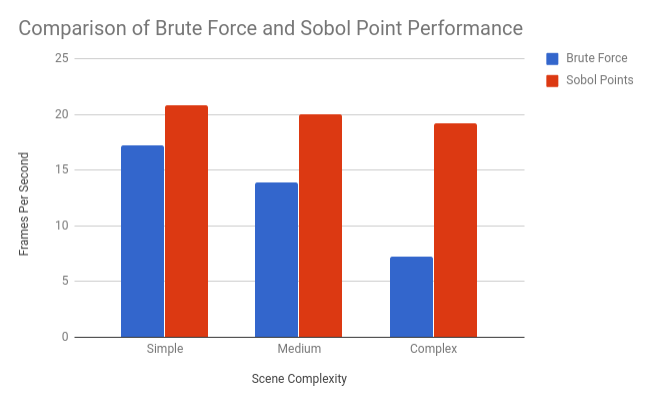 Comparison of Brute Force and Sobol Point Performance
Brute Force
Sobol Points
Frames Per Second
25
20
15
10
5
0
Simple
Medium
Complex
Scene Complexity